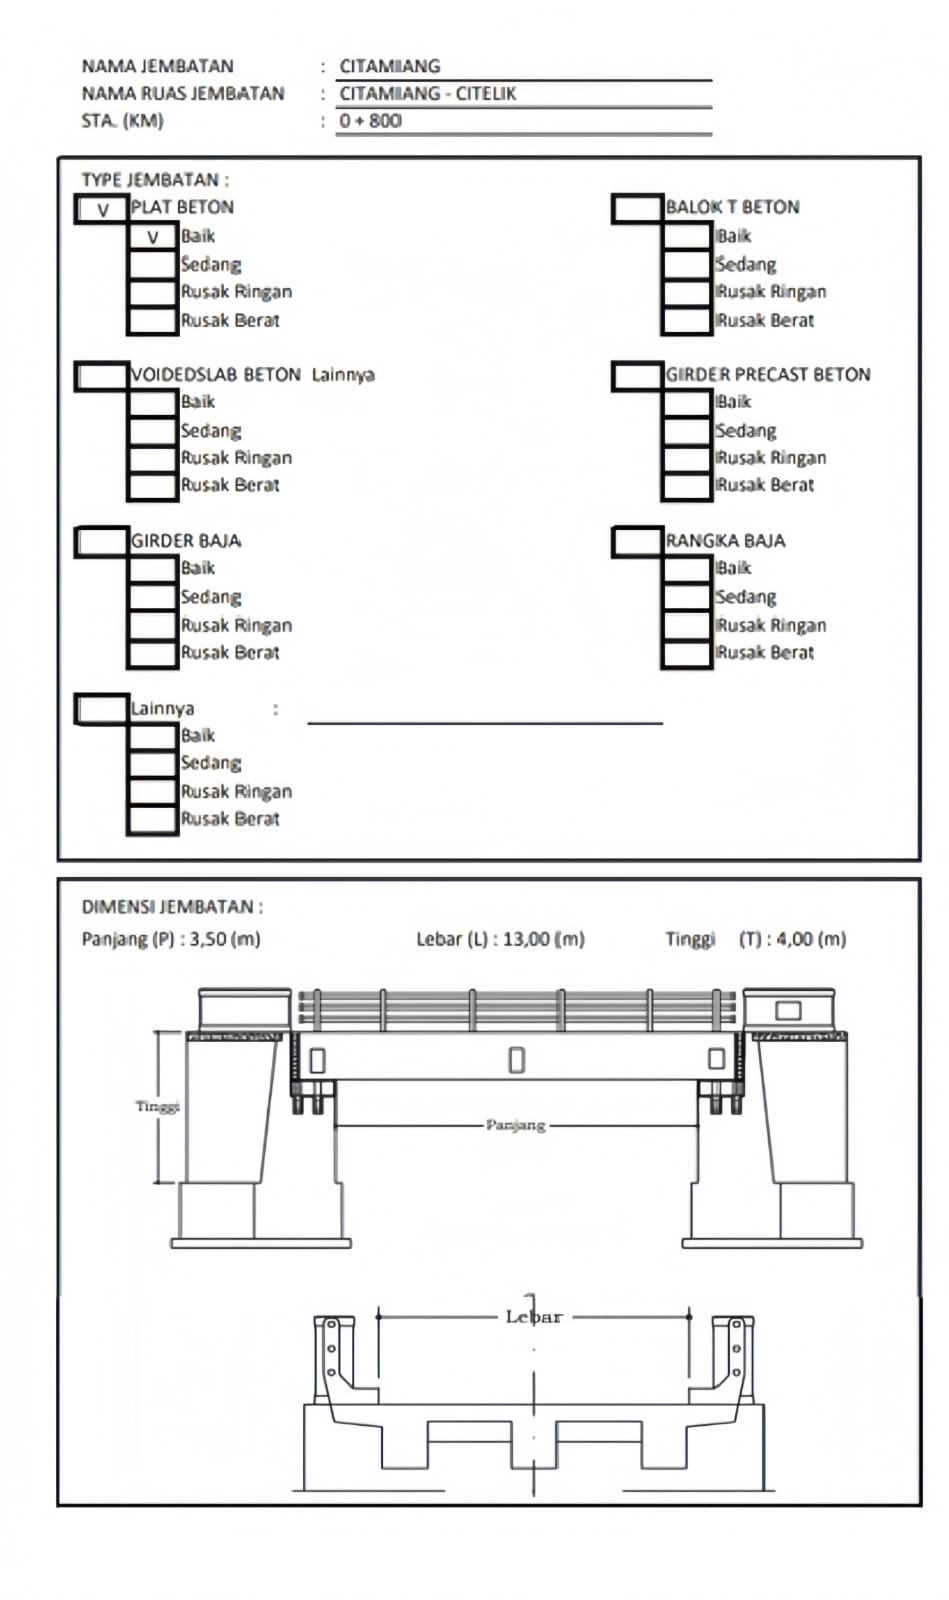 NAMA JEMBATAN : CITAMIANG
NAMA RUAS JEMBATAN : CITAMIANG - CITELIK
STA. (KM) : 0 + 800
TYPE JEMBATAN :
V PLAT BETON
V Baik
Sedang
Rusak Ringan
Rusak Berat
BALOK T BETON
Baik
Sedang
Rusak Ringan
Rusak Berat
VOIDEDSLAB BETON Lainnya
Baik
Sedang
Rusak Ringan
Rusak Berat
GIRDER PRECAST BETON
Baik
Sedang
Rusak Ringan
Rusak Berat
GIRDER BAJA
Baik
Sedang
Rusak Ringan
Rusak Berat
RANGKA BAJA
Baik
Sedang
Rusak Ringan
Rusak Berat
Lainnya :
Baik
Sedang
Rusak Ringan
Rusak Berat
DIMENSI JEMBATAN :
Panjang (P) : 3,50 (m) Lebar (L) : 13,00 (m) Tinggi (T) : 4,00 (m)
Tinggi
Panjang
Lebar